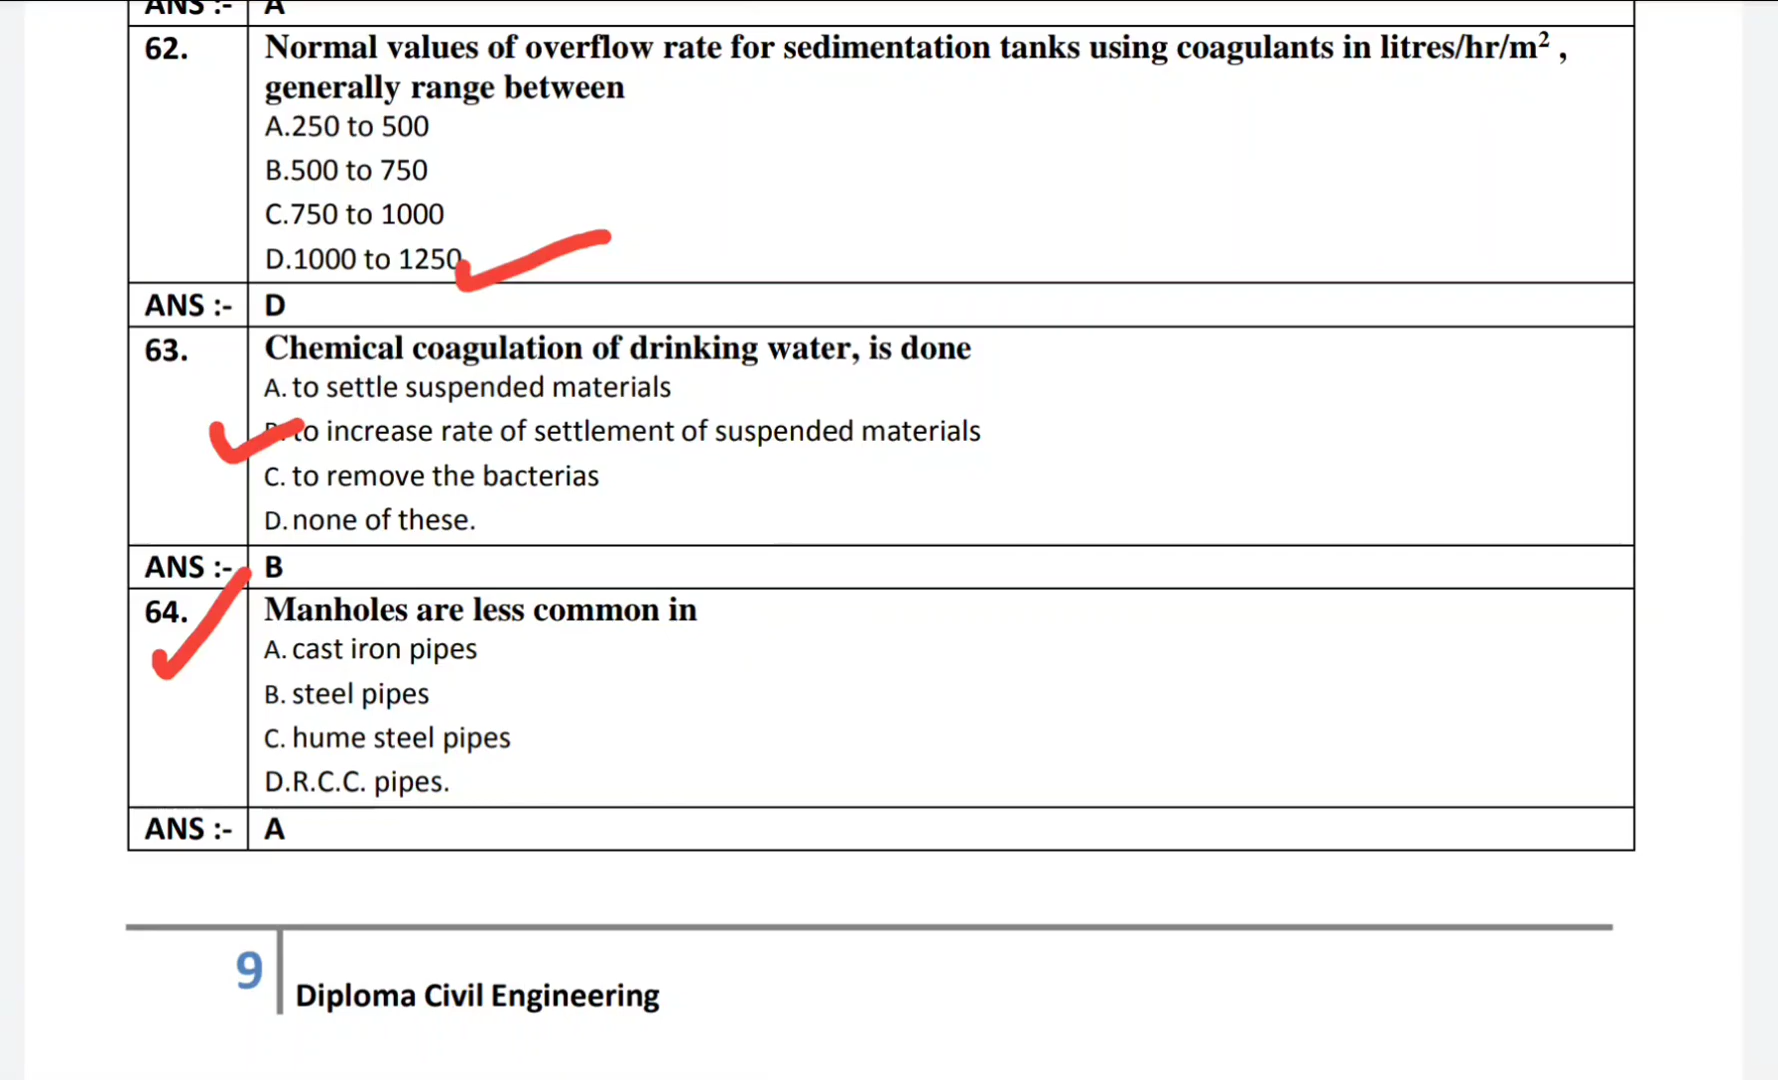 ANS :- A
62. Normal values of overflow rate for sedimentation tanks using coagulants in litres/hr/m² ,
generally range between
A.250 to 500
B.500 to 750
C.750 to 1000
D.1000 to 1250
ANS :- D
63. Chemical coagulation of drinking water, is done
A. to settle suspended materials
B. to increase rate of settlement of suspended materials
C. to remove the bacterias
D. none of these.
ANS :- B
64. Manholes are less common in
A. cast iron pipes
B. steel pipes
C. hume steel pipes
D.R.C.C. pipes.
ANS :- A
9
Diploma Civil Engineering